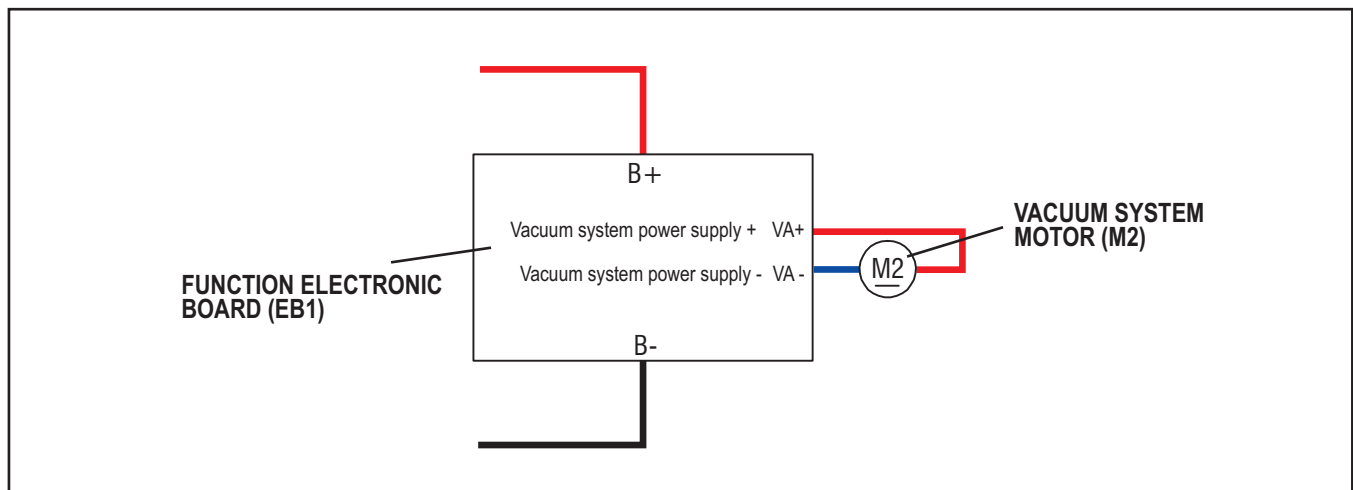 B+
Vacuum system power supply + VA+
Vacuum system power supply - VA -
M2
VACUUM SYSTEM
MOTOR (M2)
FUNCTION ELECTRONIC
BOARD (EB1)
B-